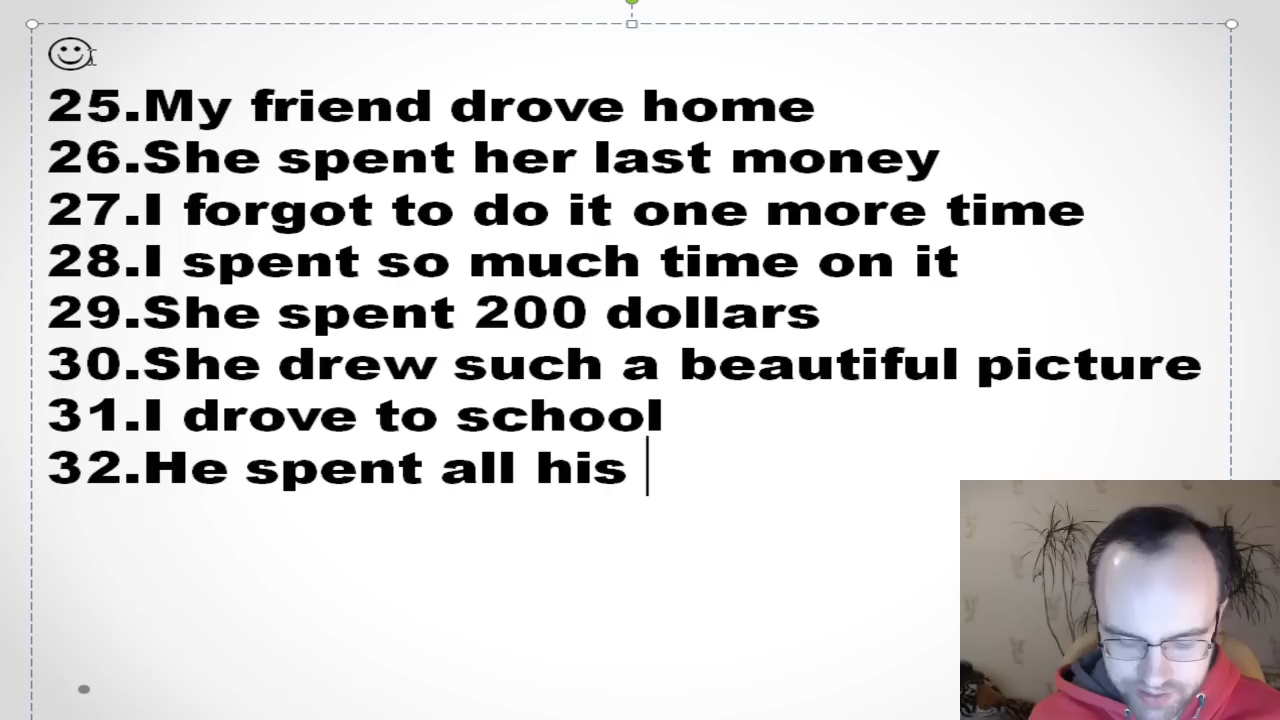 25.My friend drove home
26.She spent her last money
27.I forgot to do it one more time
28.I spent so much time on it
29.She spent 200 dollars
30.She drew such a beautiful picture
31.I drove to school
32.He spent all his